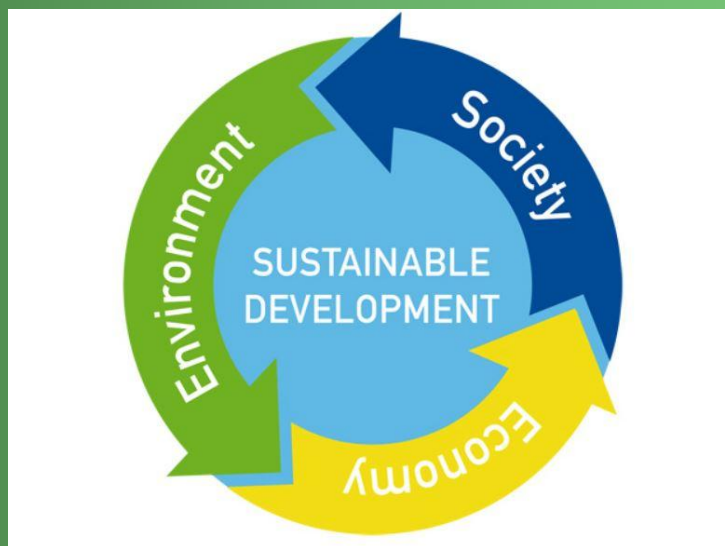 Society
Environment
SUSTAINABLE
DEVELOPMENT
Economy